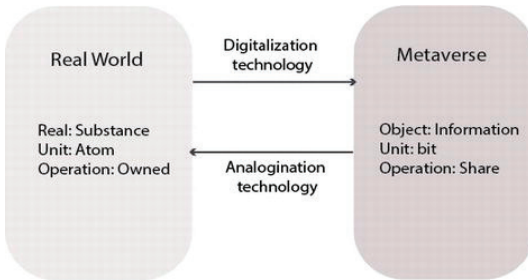 Real World
Real: Substance
Unit: Atom
Operation: Owned
Digitalization
technology
Analogination
technology
Metaverse
Object: Information
Unit: bit
Operation: Share